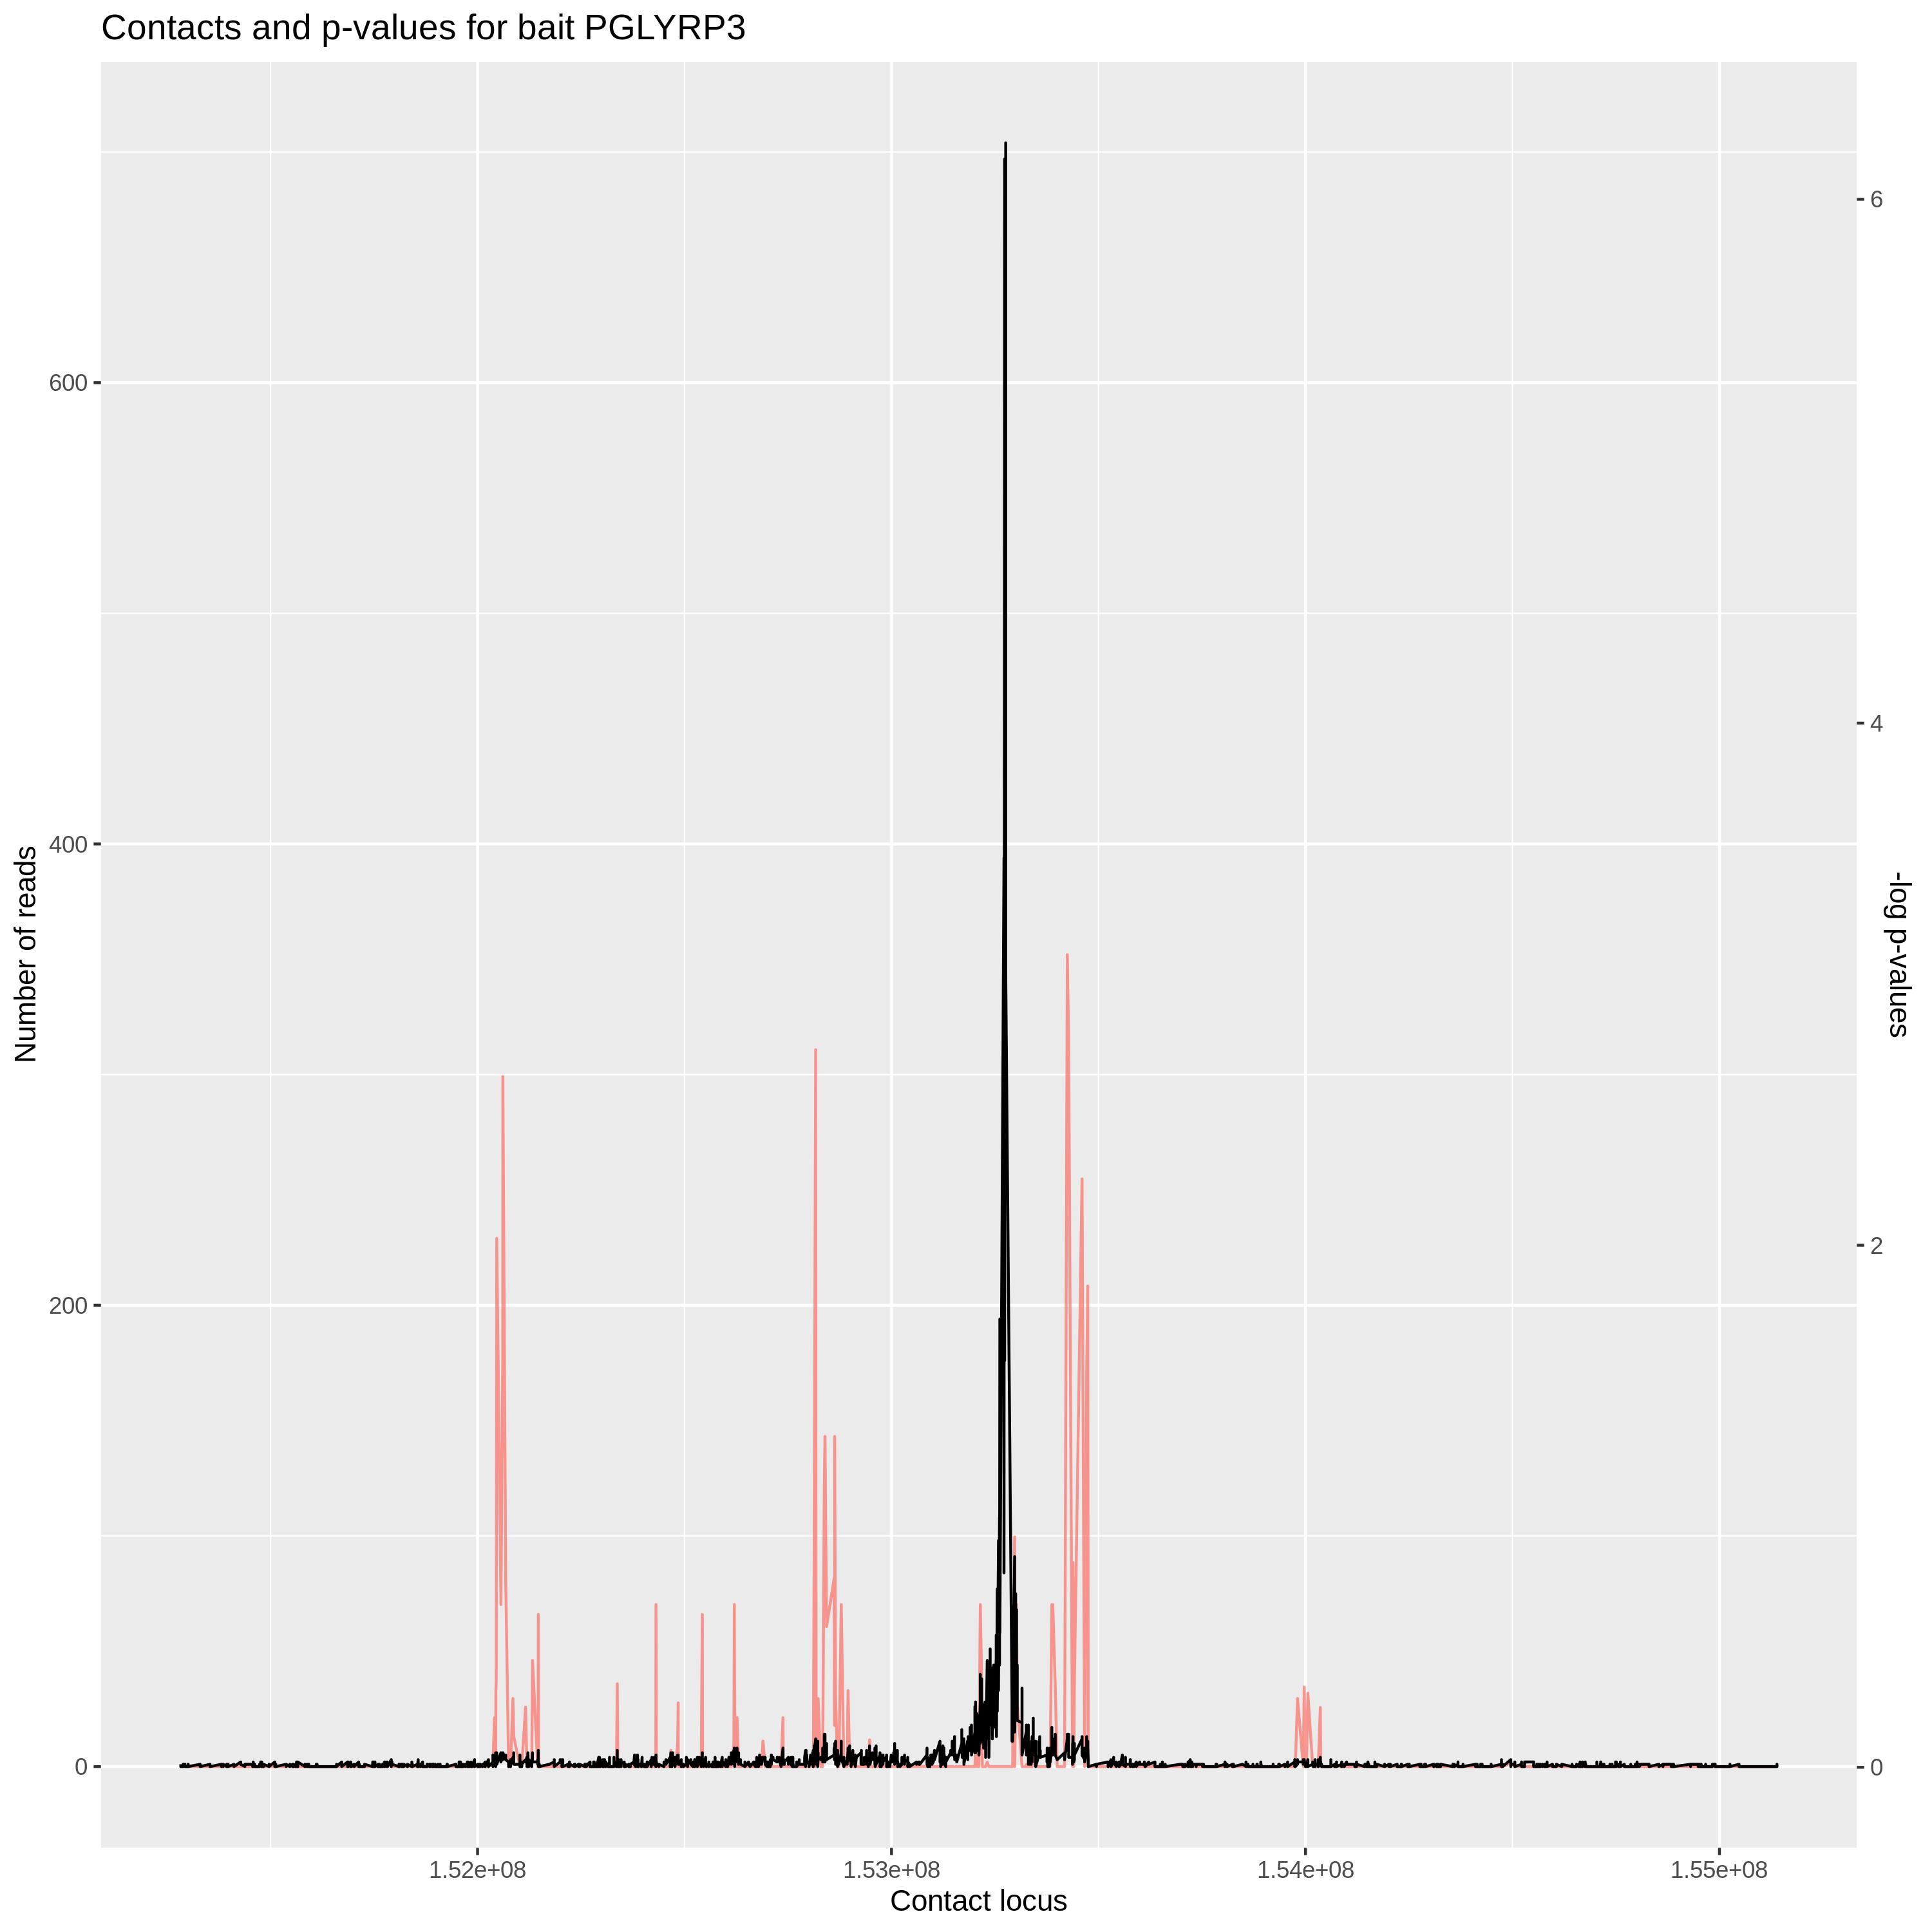 Contacts and p-values for bait PGLYRP3
600
400
200
0
Number of reads
6
4
2
0
-log p-values
1.52e+08
1.53e+08
1.54e+08
1.55e+08
Contact locus